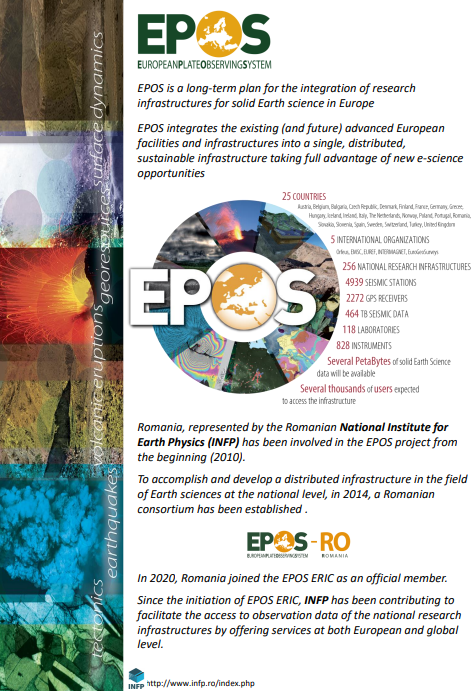 EPOS
EUROPEANPLATEOBSERVINGSYSTEM
EPOS is a long-term plan for the integration of research
infrastructures for solid Earth science in Europe
EPOS integrates the existing (and future) advanced European
facilities and infrastructures into a single, distributed,
sustainable infrastructure taking full advantage of new e-science
opportunities
25 COUNTRIES
Austria, Belgium, Bulgaria, Czech Republic, Denmark, Finland, France, Germany, Greece,
Hungary, Iceland, Ireland, Italy, The Netherlands, Norway, Poland, Portugal, Romania,
Slovakia, Slovenia, Spain, Sweden, Switzerland, Turkey, United Kingdom
5 INTERNATIONAL ORGANIZATIONS
Orfeus, EMSC, EUREF, INTERMAGNET, EuroGeoSurveys
256 NATIONAL RESEARCH INFRASTRUCTURES
4939 SEISMIC STATIONS
2272 GPS RECEIVERS
464 TB SEISMIC DATA
118 LABORATORIES
828 INSTRUMENTS
Several PetaBytes of solid Earth Science
data will be available
Several thousands of users expected
to access the infrastructure
EPOS
Romania, represented by the Romanian National Institute for
Earth Physics (INFP) has been involved in the EPOS project from
the beginning (2010).
To accomplish and develop a distributed infrastructure in the field
of Earth sciences at the national level, in 2014, a Romanian
consortium has been established .
EPOS - RO
EUROPEANPLATEOBSERVINGSYSTEM ROMANIA
In 2020, Romania joined the EPOS ERIC as an official member.
Since the initiation of EPOS ERIC, INFP has been contributing to
facilitate the access to observation data of the national research
infrastructures by offering services at both European and global
level.
INFP
http://www.infp.ro/index.php
surface dynamics
georesources
volcanic eruptions
earthquakes
tectonics